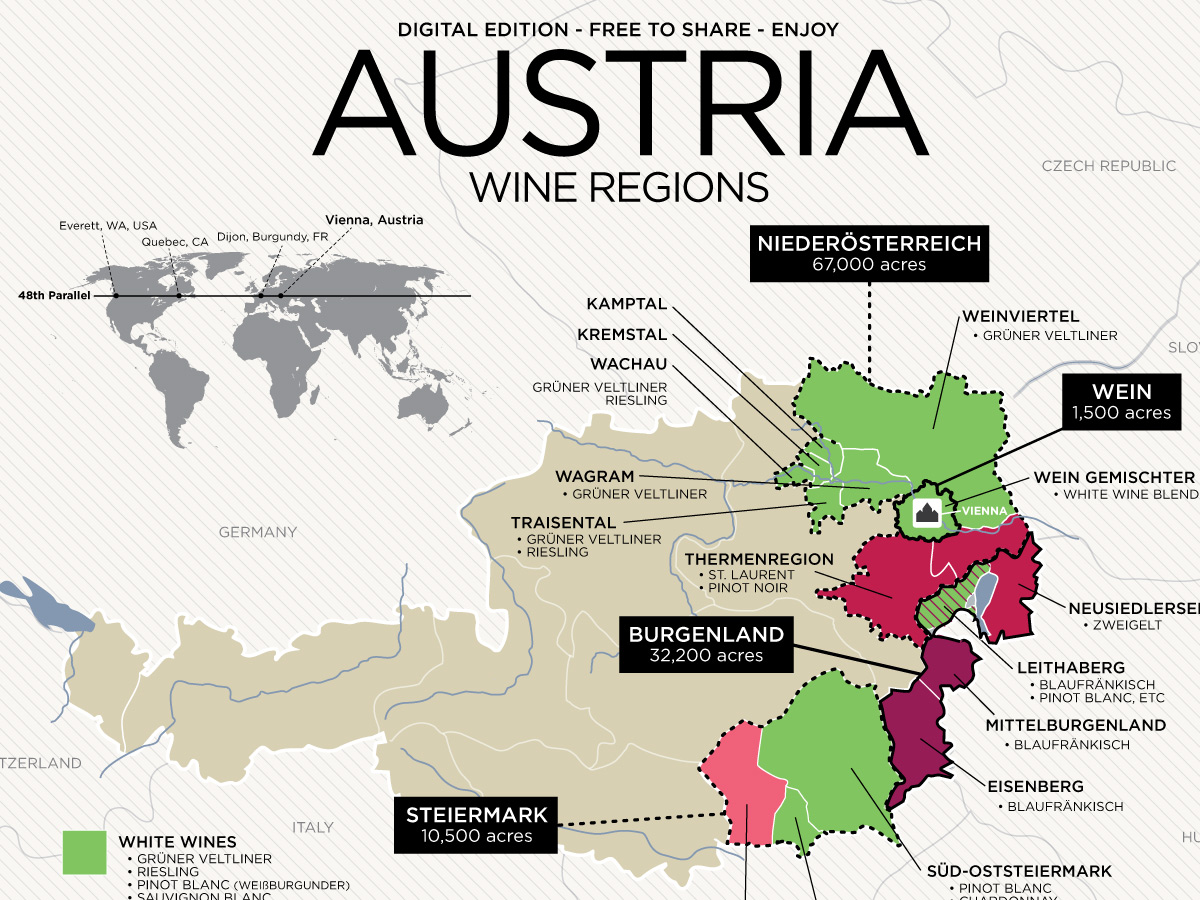 DIGITAL EDITION - FREE TO SHARE - ENJOY
AUSTRIA
WINE REGIONS
CZECH REPUBLIC
Everett, WA, USA
Quebec, CA
Dijon, Burgundy, FR
Vienna, Austria
48th Parallel
NIEDERÖSTERREICH
67,000 acres
KAMPTAL
KREMSTAL
WACHAU
GRÜNER VELTLINER
RIESLING
WEINVIERTEL
• GRÜNER VELTLINER
WEIN
1,500 acres
WAGRAM
• GRÜNER VELTLINER
WEIN GEMISCHTER
• WHITE WINE BLEND
VIENNA
TRAISENTAL
• GRÜNER VELTLINER
• RIESLING
GERMANY
THERMENREGION
• ST. LAURENT
• PINOT NOIR
• ZWEIGELT
BURGENLAND
32,200 acres
LEITHABERG
• BLAUFRÄNKISCH
• PINOT BLANC, ETC
MITTELBURGENLAND
• BLAUFRÄNKISCH
EISENBERG
• BLAUFRÄNKISCH
STEIERMARK
10,500 acres
ITALY
WHITE WINES
• GRÜNER VELTLINER
• RIESLING
• PINOT BLANC (WEIßBURGUNDER)
• SAUVIGNON BLANC
SÜD-OSTSTEIERMARK
• PINOT BLANC
• CHARDONNAY